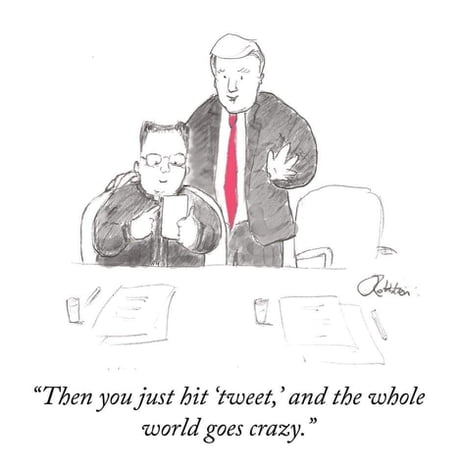 “Then you just hit ‘tweet,’ and the whole
world goes crazy.”